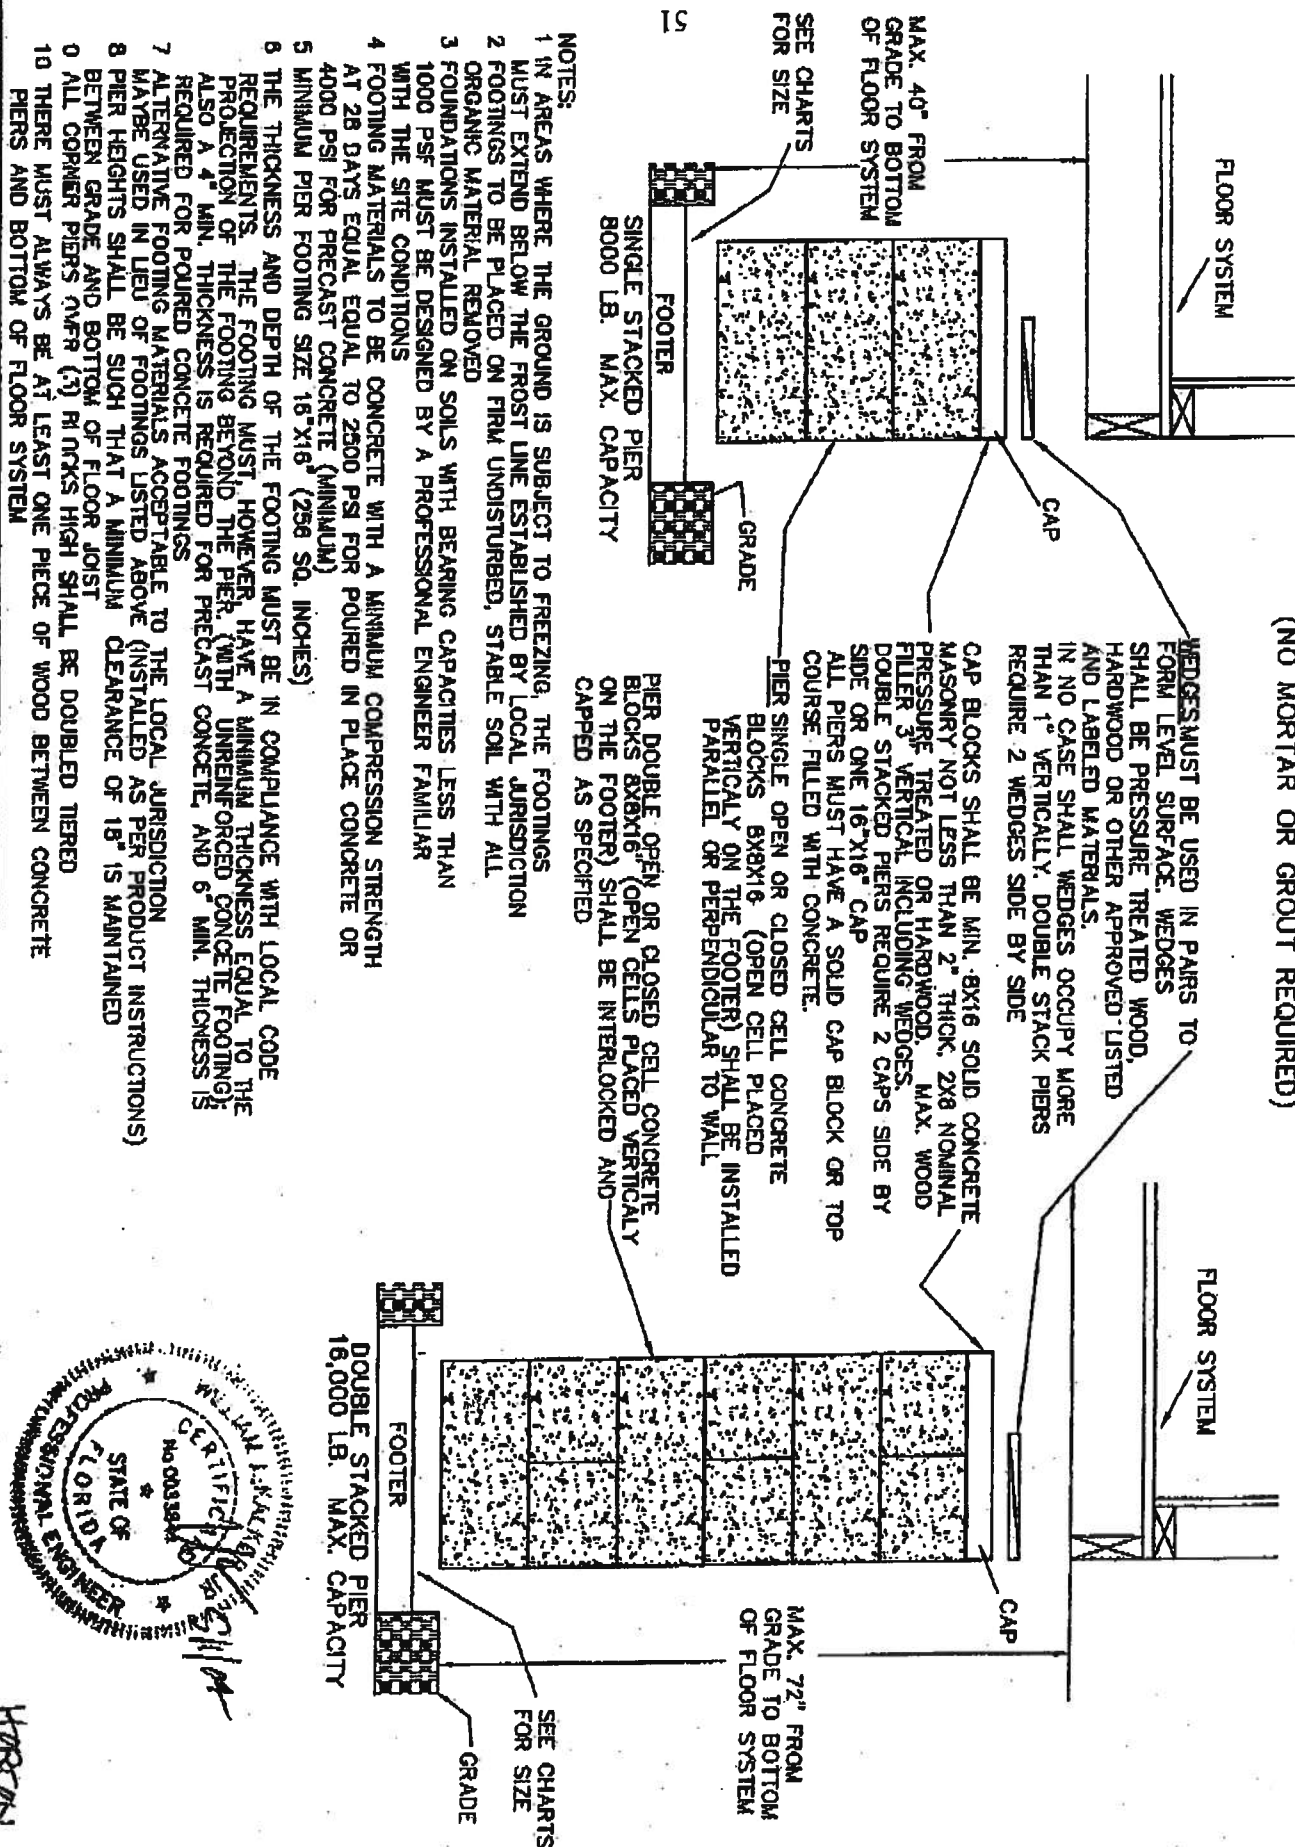 (NO MORTAR OR GROUT REQUIRED)
FLOOR SYSTEM
MAX. 40" FROM
GRADE TO BOTTOM
OF FLOOR SYSTEM
SEE CHARTS
FOR SIZE
CAP
GRADE
FOOTER
SINGLE STACKED PIER
8000 LB. MAX. CAPACITY
WEDGES MUST BE USED IN PAIRS TO
FORM LEVEL SURFACE. WEDGES
SHALL BE PRESSURE TREATED WOOD,
HARDWOOD OR OTHER APPROVED LISTED
AND LABELED MATERIALS.
IN NO CASE SHALL WEDGES OCCUPY MORE
THAN 1" VERTICALLY. DOUBLE STACK PIERS
REQUIRE 2 WEDGES SIDE BY SIDE
CAP BLOCKS SHALL BE MIN. 8X16 SOLID CONCRETE
MASONRY NOT LESS THAN 2" THICK, 2X8 NOMINAL
PRESSURE TREATED OR HARDWOOD. MAX. WOOD
FILLER 3" VERTICAL INCLUDING WEDGES.
DOUBLE STACKED PIERS REQUIRE 2 CAPS SIDE BY
SIDE OR ONE 16"X16" CAP
ALL PIERS MUST HAVE A SOLID CAP BLOCK OR TOP
COURSE FILLED WITH CONCRETE.
PIER SINGLE OPEN OR CLOSED CELL CONCRETE
BLOCKS 8X8X16 (OPEN CELL PLACED
VERTICALLY ON THE FOOTER) SHALL BE INSTALLED
PARALLEL OR PERPENDICULAR TO WALL
PIER DOUBLE OPEN OR CLOSED CELL CONCRETE
BLOCKS 8X8X16" (OPEN CELLS PLACED VERTICALY
ON THE FOOTER) SHALL BE INTERLOCKED AND
CAPPED AS SPECIFIED
FLOOR SYSTEM
CAP
MAX. 72" FROM
GRADE TO BOTTOM
OF FLOOR SYSTEM
SEE CHARTS
FOR SIZE
GRADE
FOOTER
DOUBLE STACKED PIER
16,000 LB. MAX. CAPACITY
51
NOTES:
1 IN AREAS WHERE THE GROUND IS SUBJECT TO FREEZING, THE FOOTINGS
MUST EXTEND BELOW THE FROST LINE ESTABLISHED BY LOCAL JURISDICTION
2 FOOTINGS TO BE PLACED ON FIRM UNDISTURBED, STABLE SOIL WITH ALL
ORGANIC MATERIAL REMOVED
3 FOUNDATIONS INSTALLED ON SOILS WITH BEARING CAPACITIES LESS THAN
1000 PSF MUST BE DESIGNED BY A PROFESSIONAL ENGINEER FAMILIAR
WITH THE SITE CONDITIONS
4 FOOTING MATERIALS TO BE CONCRETE WITH A MINIMUM COMPRESSION STRENGTH
AT 28 DAYS EQUAL EQUAL TO 2500 PSI FOR POURED IN PLACE CONCRETE OR
4000 PSI FOR PRECAST CONCRETE (MINIMUM)
5 MINIMUM PIER FOOTING SIZE 16"X16" (256 SQ. INCHES)
6 THE THICKNESS AND DEPTH OF THE FOOTING MUST BE IN COMPLIANCE WITH LOCAL CODE
REQUIREMENTS. THE FOOTING MUST, HOWEVER, HAVE A MINIMUM THICKNESS EQUAL TO THE
PROJECTION OF THE FOOTING BEYOND THE PIER. (WITH UNREINFORCED CONCETE FOOTING);
ALSO A 4" MIN. THICKNESS IS REQUIRED FOR PRECAST CONCETE, AND 6" MIN. THICNESS IS
REQUIRED FOR POURED CONCETE FOOTINGS
7 ALTERNATIVE FOOTING MATERIALS ACCEPTABLE TO THE LOCAL JURISDICTION
MAYBE USED IN LIEU OF FOOTINGS LISTED ABOVE (INSTALLED AS PER PRODUCT INSTRUCTIONS)
8 PIER HEIGHTS SHALL BE SUCH THAT A MINIMUM CLEARANCE OF 18" IS MAINTAINED
BETWEEN GRADE AND BOTTOM OF FLOOR JOIST
ALL CORNER PIERS OVER (3) BLOCKS HIGH SHALL BE DOUBLED TIERED
10 THERE MUST ALWAYS BE AT LEAST ONE PIECE OF WOOD BETWEEN CONCRETE
PIERS AND BOTTOM OF FLOOR SYSTEM
STATE OF
FLORIDA
PROFESSIONAL ENGINEER
HORTON